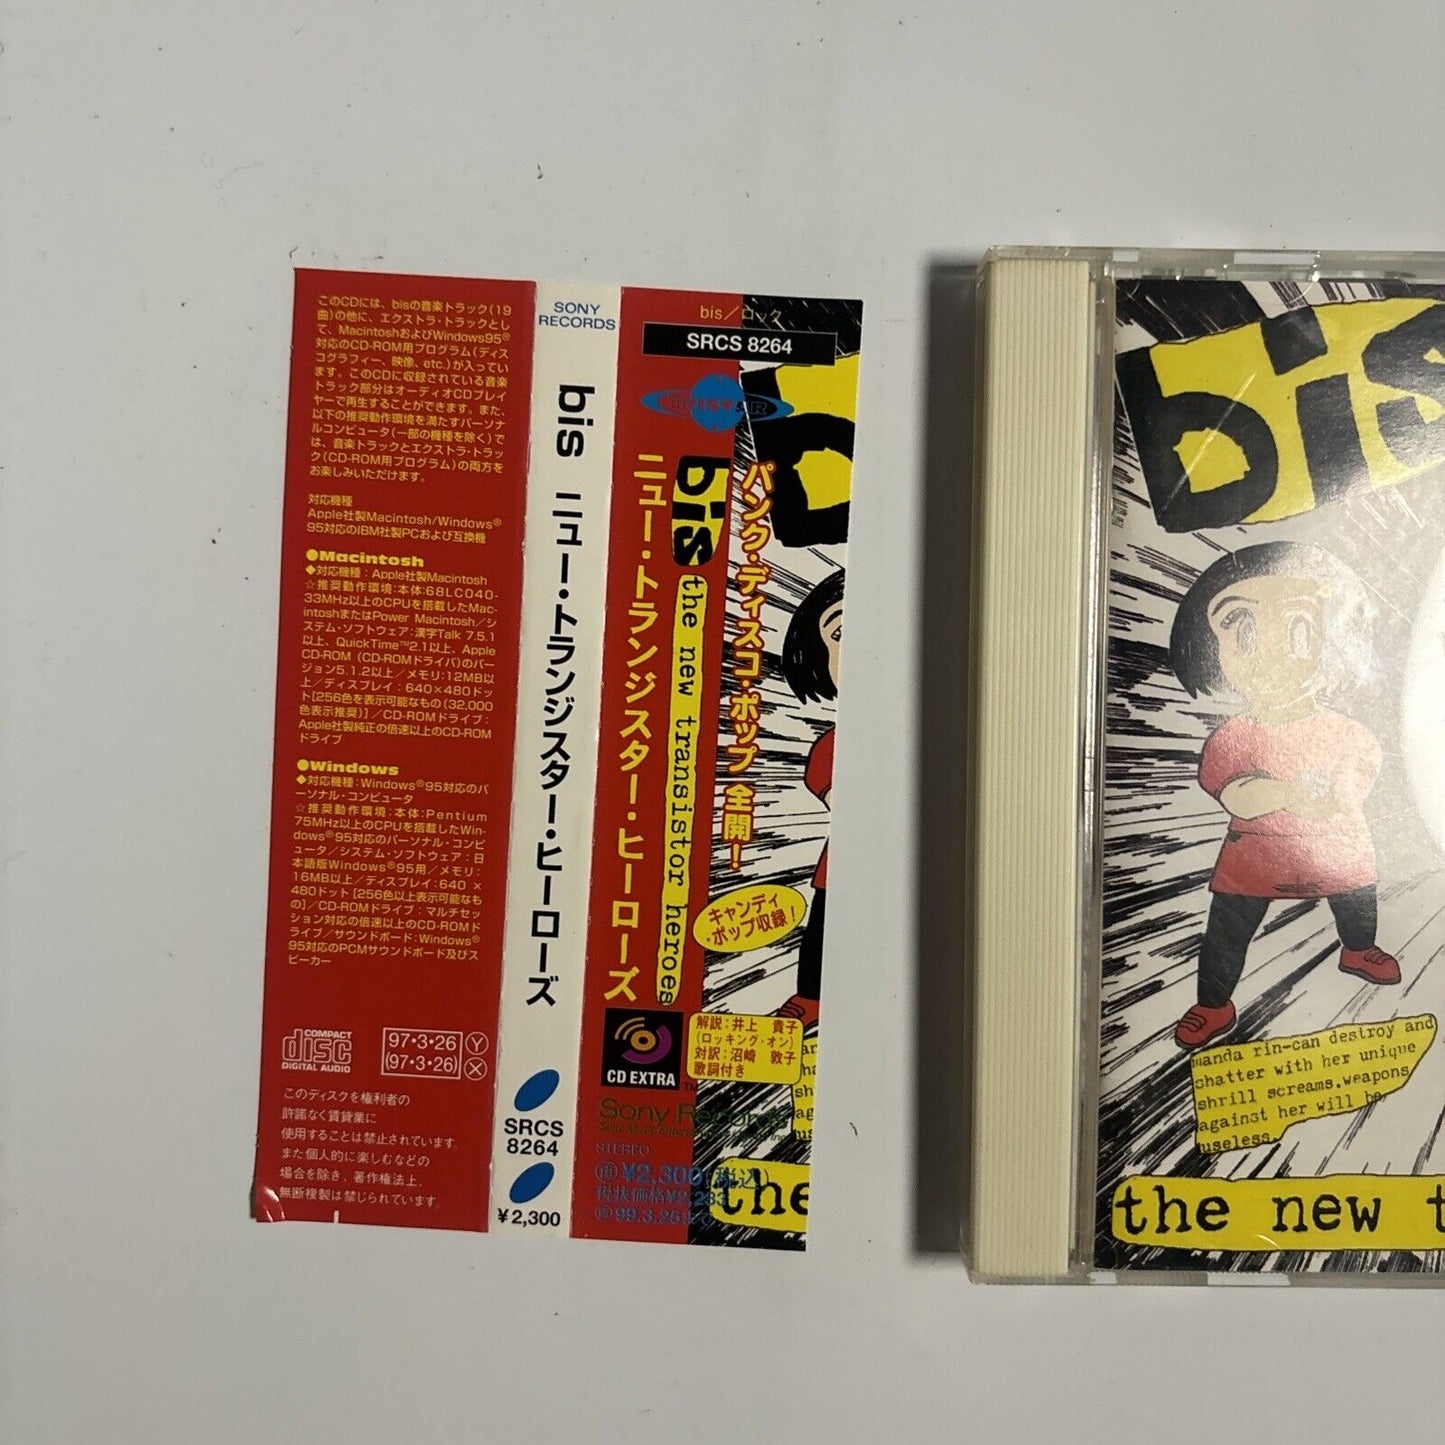 このCDには、bisの音楽トラック(19
曲)の他に、エクストラ・トラックとし
て、MacintoshおよびWindows95®
対応のCD-ROM用プログラム(ディス
コグラフィー、映像、etc.)が入ってい
ます。このCDに収録されている音楽
トラック部分はオーディオCDプレイ
ヤーで再生することができます。また、
以下の推奨動作環境を満たすパーソナ
ルコンピュータ(一部の機種を除く)で
は、音楽トラックとエクストラ・トラッ
ク(CD-ROM用プログラム)の両方を
お楽しみいただけます。
対応機種
Apple社製Macintosh/Windows®
95対応のIBM社製PCおよび互換機
●Macintosh
◆対応機種：Apple社製Macintosh
☆推奨動作環境:本体:68LC040-
33MHz以上のCPUを搭載したMac-
intoshまたはPower Macintosh／シ
ステム・ソフトウェア:漢字Talk 7.5.1
以上、QuickTime™2.1以上、Apple
CD-ROM (CD-ROMドライバ)のバー
ジョン5.1.2以上／メモリ:12MB以
上／ディスプレイ：640×480ドッ
ト[256色を表示可能なもの(32,000
色表示推奨)]／CD-ROMドライブ：
Apple社製純正の倍速以上のCD-ROM
ドライブ
●Windows
◆対応機種：Windows®95対応のパ
ーソナル・コンピュータ
☆推奨動作環境:本体:Pentium
75MHz以上のCPUを搭載したWin-
dows®95対応のパーソナル・コンピ
ュータ／システム・ソフトウェア：日
本語版Windows®95用／メモリ：
16MB以上／ディスプレイ:640×
480ドット[256色以上表示可能なも
の]／CD-ROMドライブ：マルチセッ
ション対応の倍速以上のCD-ROMド
ライブ／サウンドボード:Windows®
95対応のPCMサウンドボード及びス
ピーカー
COMPACT
disc
DIGITAL AUDIO
97・3・26 Y
(97・3・26) X
このディスクを権利者の
許諾なく賃貸業に
使用することは禁止されています。
また個人的に楽しむなどの
場合を除き、著作権法上、
無断複製は禁じられています。
SONY
RECORDS
bis ニュー・トランジスター・ヒーローズ
SRCS
8264
¥2,300
bis／ロック
SRCS 8264
パンク・ディスコ・ポップ 全開！
bis the new transistor heroes
ニュー・トランジスター・ヒーローズ
キャンディ
・ポップ収録！
CD EXTRA
TM
解説：井上 貴子
(ロッキング・オン)
対訳：沼崎 敦子
歌詞付き
Sony Records
STEREO
¥2,300(税込)
税抜価格¥2,233
99.3.25まで
the
bis
manda rin-can destroy and
chatter with her unique
shrill screams.weapons
against her will be
useless.
the new t